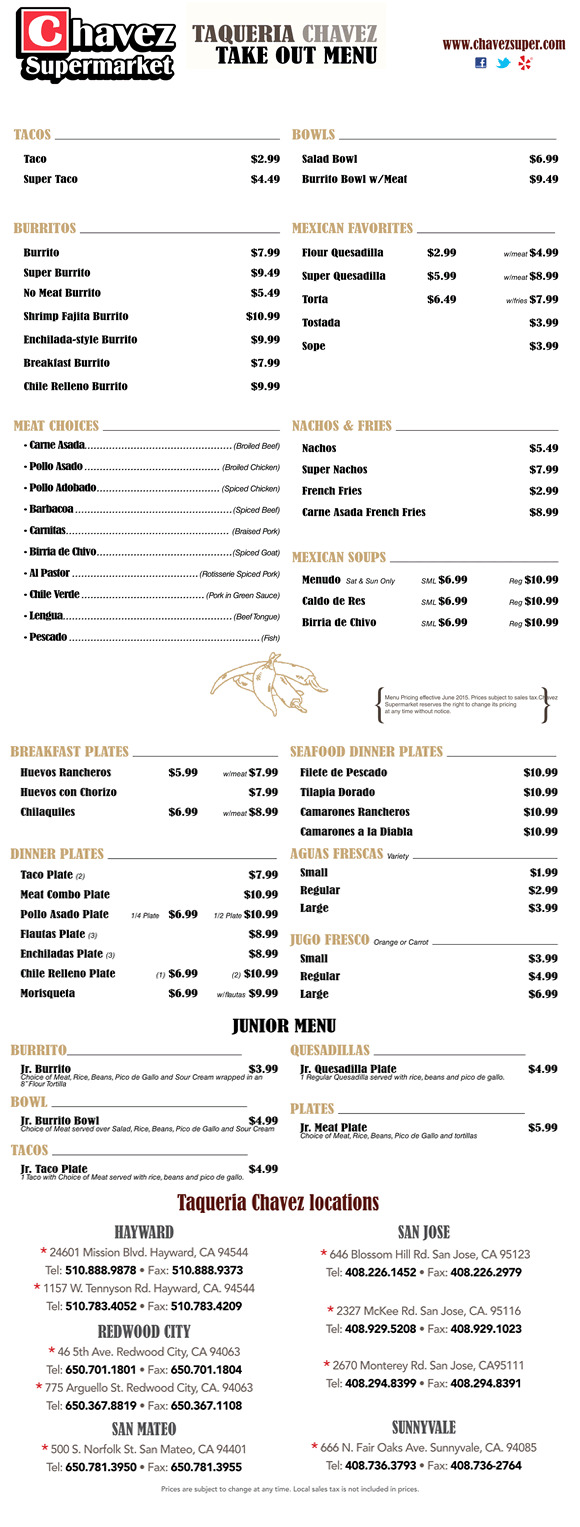 Chavez
Supermarket
TAQUERIA CHAVEZ
TAKE OUT MENU
www.chavezsuper.com
TACOS
Taco $2.99
Super Taco $4.49
BOWLS
Salad Bowl $6.99
Burrito Bowl w/Meat $9.49
BURRITOS
Burrito $7.99
Super Burrito $9.49
No Meat Burrito $5.49
Shrimp Fajita Burrito $10.99
Enchilada-style Burrito $9.99
Breakfast Burrito $7.99
Chile Relleno Burrito $9.99
MEXICAN FAVORITES
Flour Quesadilla $2.99 w/meat $4.99
Super Quesadilla $5.99 w/meat $8.99
Torta $6.49 w/fries $7.99
Tostada $3.99
Sope $3.99
MEAT CHOICES
- Carne Asada (Broiled Beef)
- Pollo Asado (Broiled Chicken)
- Pollo Adobado (Spiced Chicken)
- Barbacoa (Spiced Beef)
- Carnitas (Braised Pork)
- Birria de Chivo (Spiced Goat)
- Al Pastor (Rotisserie Spiced Pork)
- Chile Verde (Pork in Green Sauce)
- Lengua (Beef Tongue)
- Pescado (Fish)
NACHOS & FRIES
Nachos $5.49
Super Nachos $7.99
French Fries $2.99
Carne Asada French Fries $8.99
MEXICAN SOUPS
Menudo Sat & Sun Only SML $6.99 Reg $10.99
Caldo de Res SML $6.99 Reg $10.99
Birria de Chivo SML $6.99 Reg $10.99
Menu Pricing effective June 2015. Prices subject to sales tax.Chavez
Supermarket reserves the right to change its pricing
at any time without notice.
BREAKFAST PLATES
Huevos Rancheros $5.99 w/meat $7.99
Huevos con Chorizo $7.99
Chilaquiles $6.99 w/meat $8.99
SEAFOOD DINNER PLATES
Filete de Pescado $10.99
Tilapia Dorado $10.99
Camarones Rancheros $10.99
Camarones a la Diabla $10.99
DINNER PLATES
Taco Plate (2) $7.99
Meat Combo Plate $10.99
Pollo Asado Plate 1/4 Plate $6.99 1/2 Plate $10.99
Flautas Plate (3) $8.99
Enchiladas Plate (3) $8.99
Chile Relleno Plate (1) $6.99 (2) $10.99
Morisqueta $6.99 w/flautas $9.99
AGUAS FRESCAS Variety
Small $1.99
Regular $2.99
Large $3.99
JUGO FRESCO Orange or Carrot
Small $3.99
Regular $4.99
Large $6.99
JUNIOR MENU
BURRITO
Jr. Burrito $3.99
Choice of Meat, Rice, Beans, Pico de Gallo and Sour Cream wrapped in an
8" Flour Tortilla
BOWL
Jr. Burrito Bowl $4.99
Choice of Meat served over Salad, Rice, Beans, Pico de Gallo and Sour Cream
TACOS
Jr. Taco Plate $4.99
1 Taco with Choice of Meat served with rice, beans and pico de gallo.
QUESADILLAS
Jr. Quesadilla Plate $4.99
1 Regular Quesadilla served with rice, beans and pico de gallo.
PLATES
Jr. Meat Plate $5.99
Choice of Meat, Rice, Beans, Pico de Gallo and tortillas
Taqueria Chavez locations
HAYWARD
* 24601 Mission Blvd. Hayward, CA 94544
Tel: 510.888.9878 • Fax: 510.888.9373
* 1157 W. Tennyson Rd. Hayward, CA. 94544
Tel: 510.783.4052 • Fax: 510.783.4209
REDWOOD CITY
* 46 5th Ave. Redwood City, CA 94063
Tel: 650.701.1801 • Fax: 650.701.1804
* 775 Arguello St. Redwood City, CA. 94063
Tel: 650.367.8819 • Fax: 650.367.1108
SAN MATEO
* 500 S. Norfolk St. San Mateo, CA 94401
Tel: 650.781.3950 • Fax: 650.781.3955
SAN JOSE
* 646 Blossom Hill Rd. San Jose, CA 95123
Tel: 408.226.1452 • Fax: 408.226.2979
* 2327 McKee Rd. San Jose, CA. 95116
Tel: 408.929.5208 • Fax: 408.929.1023
* 2670 Monterey Rd. San Jose, CA95111
Tel: 408.294.8399 • Fax: 408.294.8391
SUNNYVALE
* 666 N. Fair Oaks Ave. Sunnyvale, CA. 94085
Tel: 408.736.3793 • Fax: 408.736-2764
Prices are subject to change at any time. Local sales tax is not included in prices.